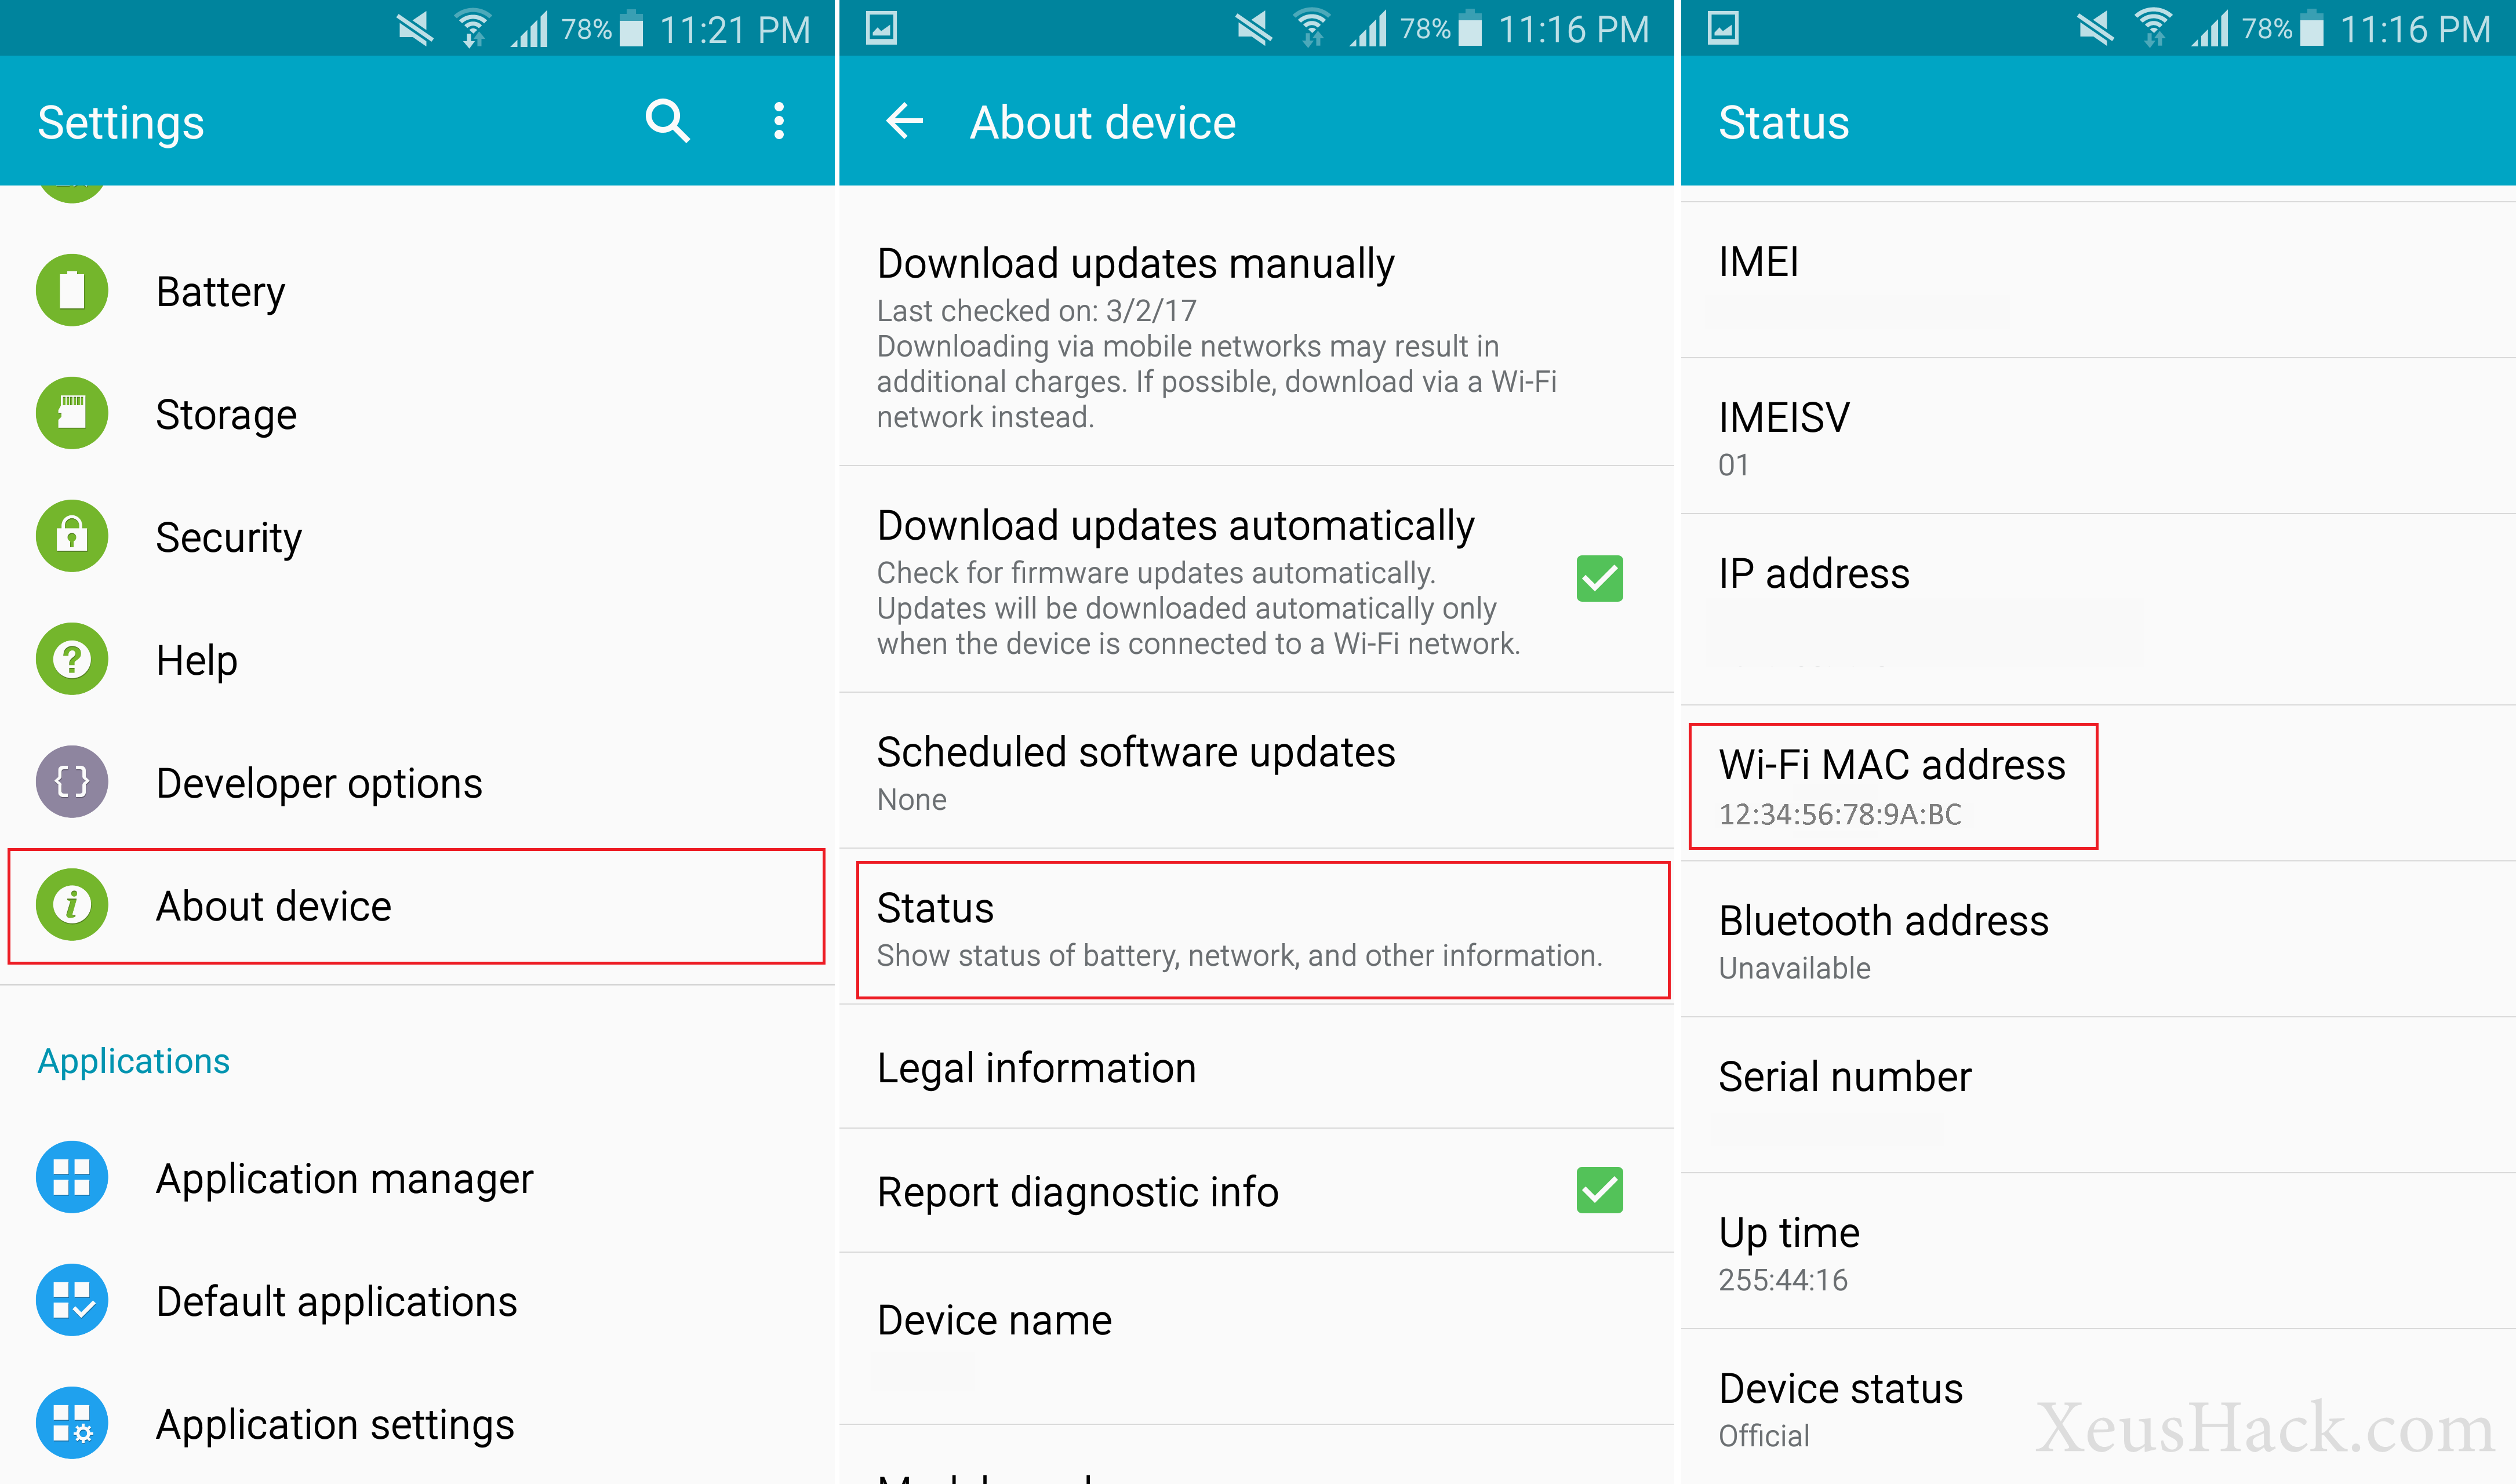 78% 11:21 PM
Settings
Battery
Storage
Security
Help
Developer options
About device
Applications
Application manager
Default applications
Application settings
78% 11:16 PM
About device
Download updates manually
Last checked on: 3/2/17
Downloading via mobile networks may result in
additional charges. If possible, download via a Wi-Fi
network instead.
Download updates automatically
Check for firmware updates automatically.
Updates will be downloaded automatically only
when the device is connected to a Wi-Fi network.
Scheduled software updates
None
Status
Show status of battery, network, and other information.
Legal information
Report diagnostic info
Device name
78% 11:16 PM
Status
IMEI
IMEISV
01
IP address
Wi-Fi MAC address
12:34:56:78:9A:BC
Bluetooth address
Unavailable
Serial number
Up time
255:44:16
Device status
Official
XeusHack.com